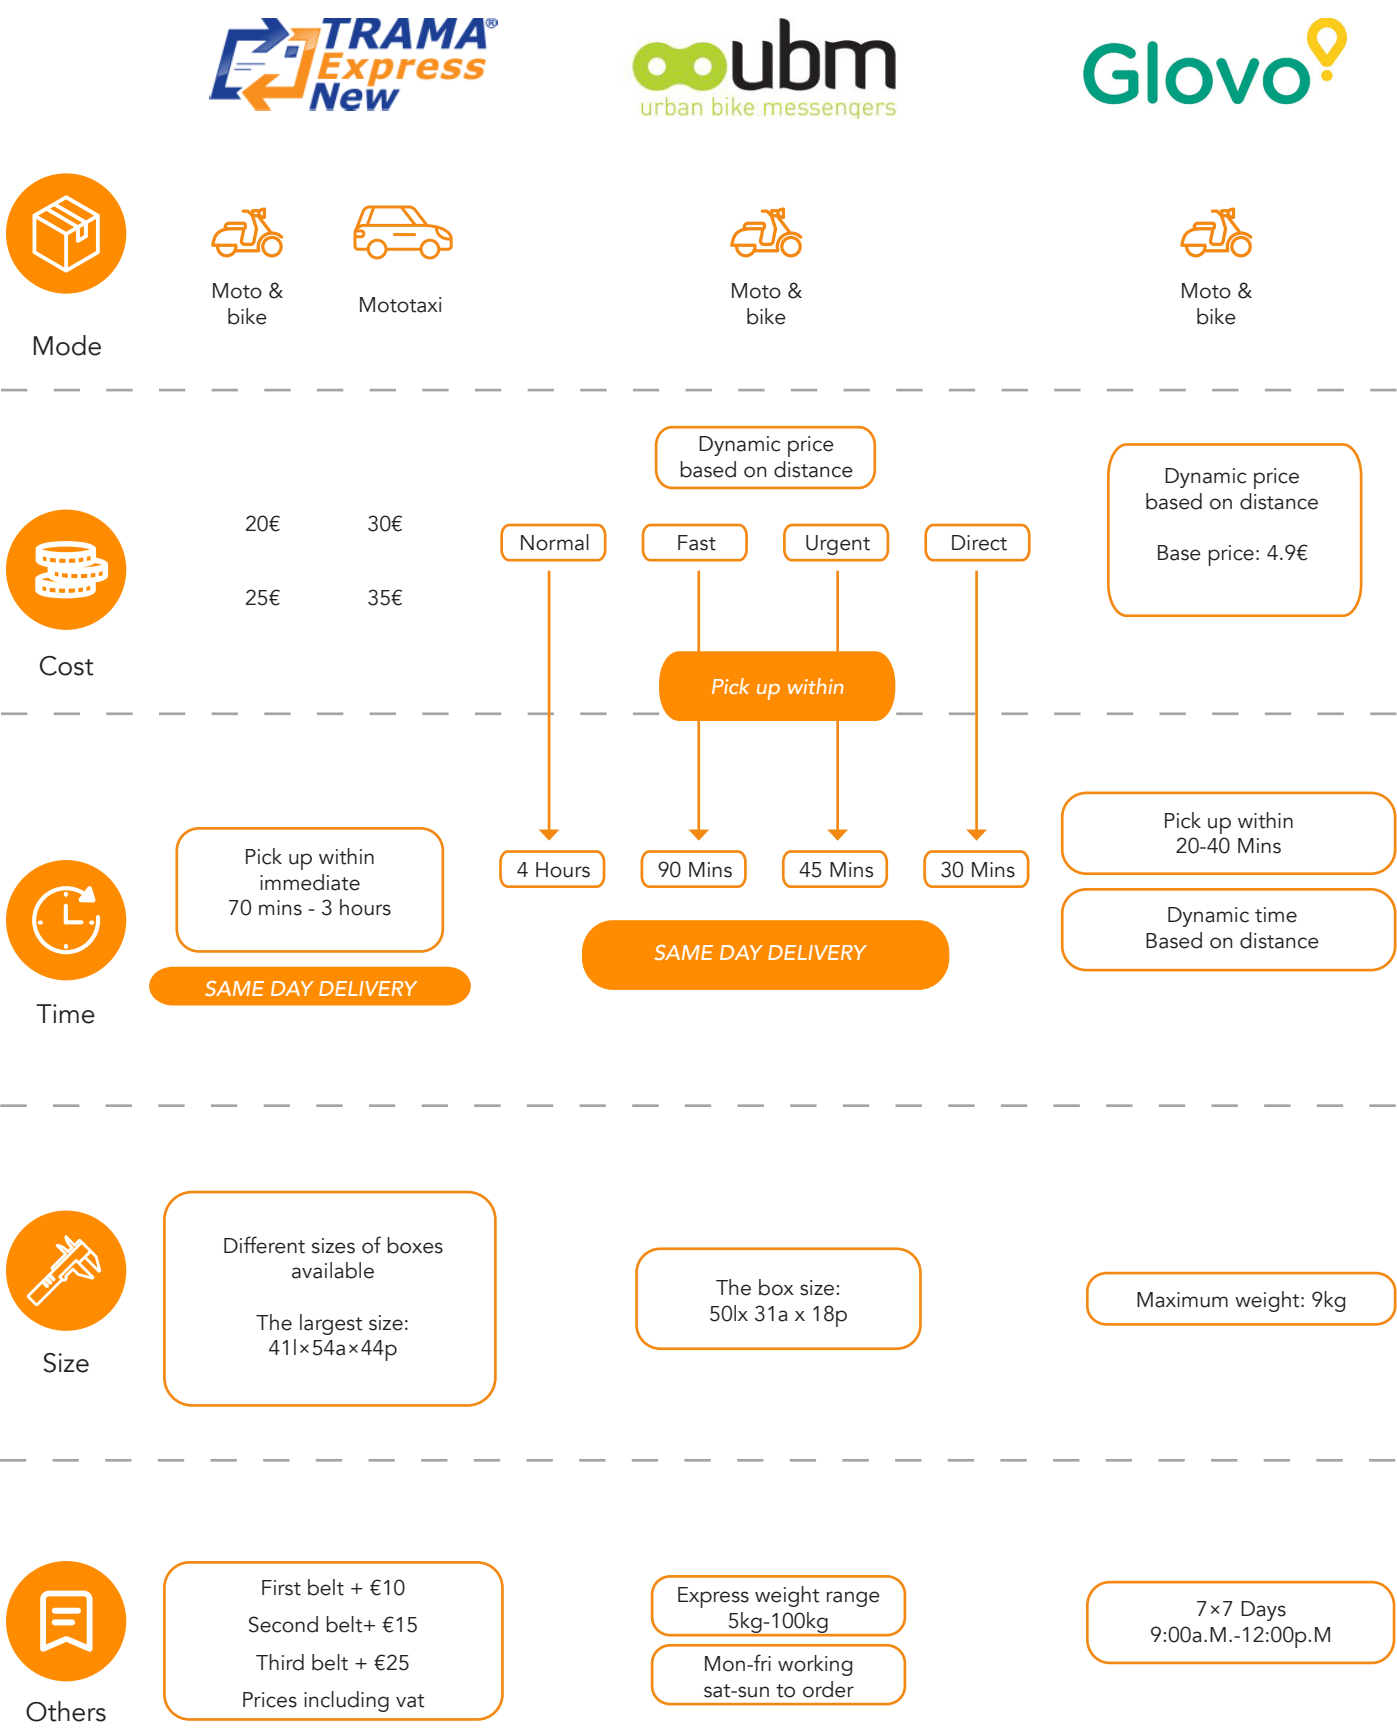 TRAMA®
Express
New
ubm
urban bike messengers
Glovo
Mode
Moto &
bike
Mototaxi
Moto &
bike
Moto &
bike
Cost
20€
30€
25€
35€
Dynamic price
based on distance
Normal
Fast
Urgent
Direct
Pick up within
Dynamic price
based on distance
Base price: 4.9€
Time
Pick up within
immediate
70 mins - 3 hours
SAME DAY DELIVERY
4 Hours
90 Mins
45 Mins
30 Mins
SAME DAY DELIVERY
Pick up within
20-40 Mins
Dynamic time
Based on distance
Size
Different sizes of boxes
available
The largest size:
41l×54a×44p
The box size:
50lx 31a x 18p
Maximum weight: 9kg
Others
First belt + €10
Second belt+ €15
Third belt + €25
Prices including vat
Express weight range
5kg-100kg
Mon-fri working
sat-sun to order
7×7 Days
9:00a.M.-12:00p.M